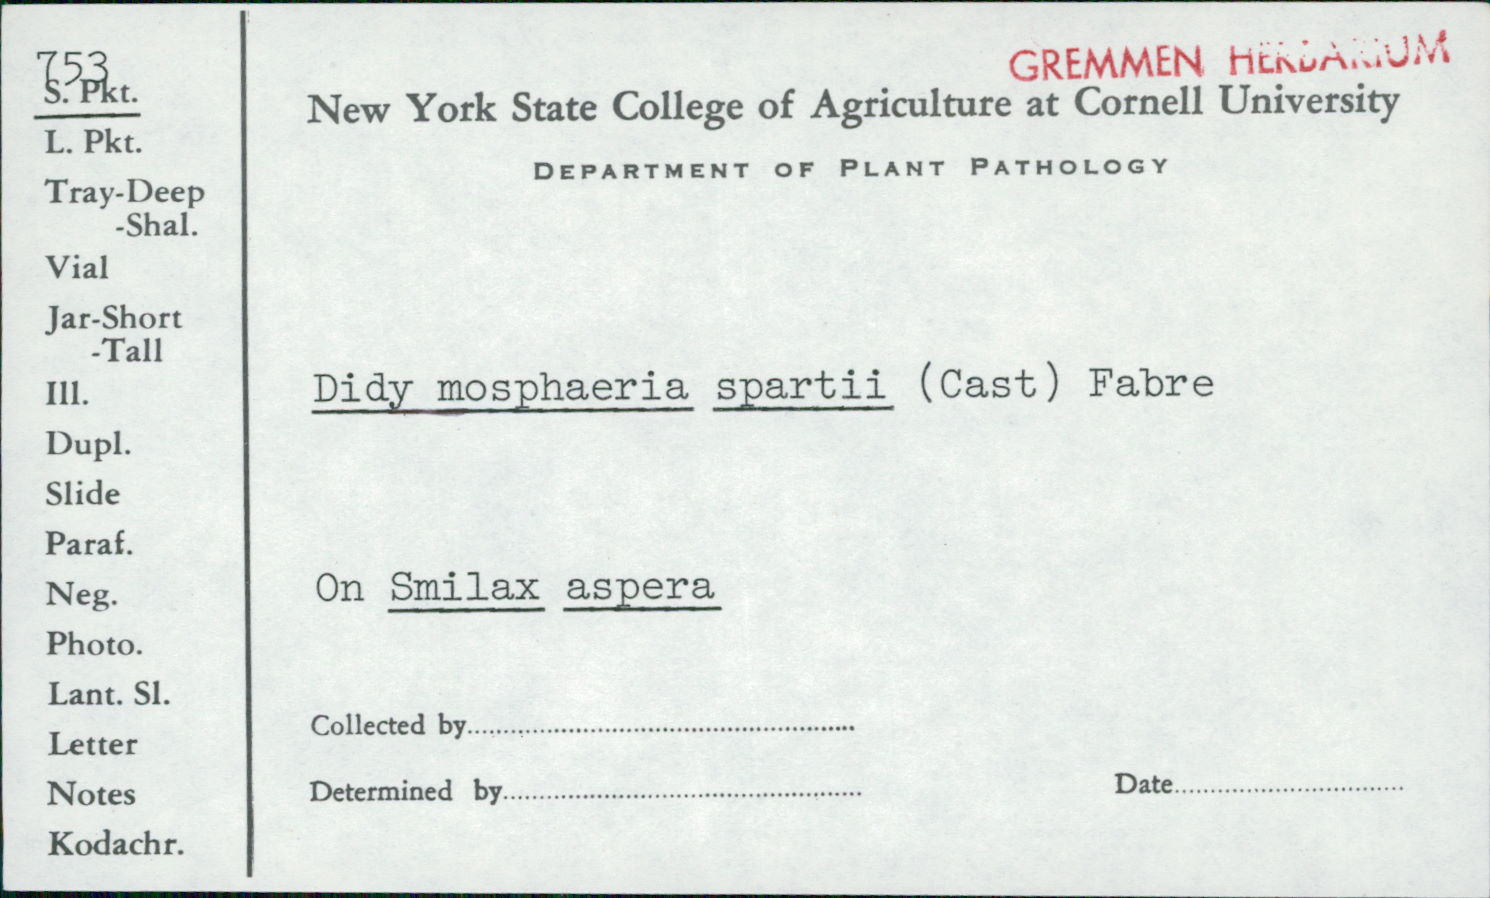 753
S. Pkt.
L. Pkt.
Tray-Deep
-Shal.
Vial
Jar-Short
-Tall
Ill.
Dupl.
Slide
Paraf.
Neg.
Photo.
Lant. Sl.
Letter
Notes
Kodachr.
GREMMEN HERBARIUM
New York State College of Agriculture at Cornell University
DEPARTMENT OF PLANT PATHOLOGY
Didy mosphaeria spartii (Cast) Fabre
On Smilax aspera
Collected by
Determined by
Date